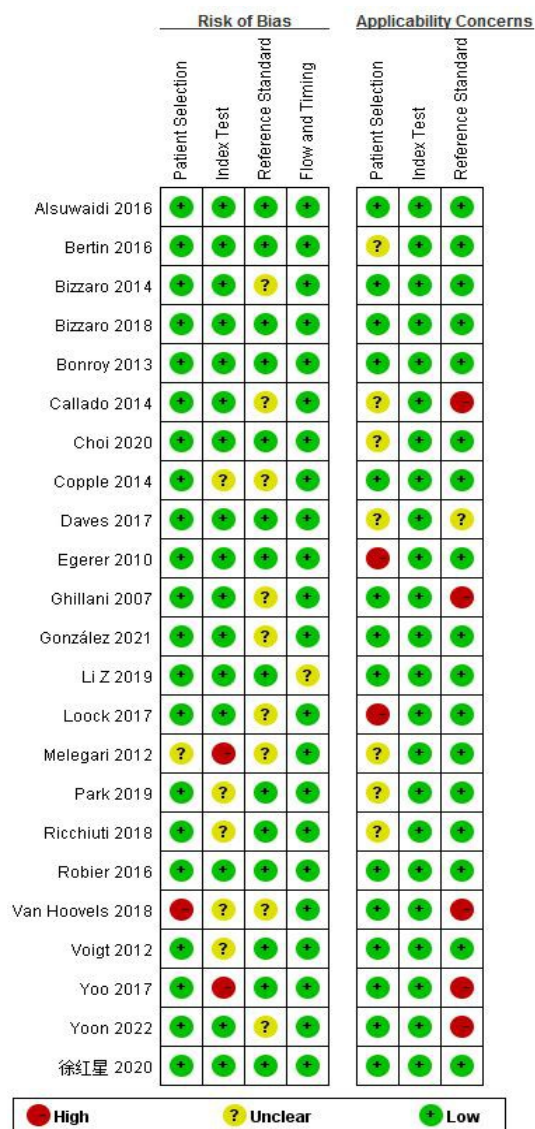 Risk of Bias Applicability Concerns
Patient Selection Index Test Reference Standard Flow and Timing Patient Selection Index Test Reference Standard
Alsuwaidi 2016 + + + + + + +
Bertin 2016 + + + + ? + +
Bizzaro 2014 + + ? + + + +
Bizzaro 2018 + + + + + + +
Bonroy 2013 + + + + + + +
Callado 2014 + + ? + ? + -
Choi 2020 + + + + ? + +
Copple 2014 + ? ? + + + +
Daves 2017 + + + + ? + ?
Egerer 2010 + + + + - + +
Ghillani 2007 + + ? + + + -
González 2021 + + ? + + + +
Li Z 2019 + + + ? + + +
Loock 2017 + + ? + - + +
Melegari 2012 ? - ? + ? + +
Park 2019 + ? + + ? + +
Ricchiuti 2018 + ? + + ? + +
Robier 2016 + + + + + + +
Van Hoovels 2018 - ? ? + + + -
Voigt 2012 + ? + + + + +
Yoo 2017 + - + + + + -
Yoon 2022 + + ? + + + -
徐红星 2020 + + + + + + +
- High ? Unclear + Low